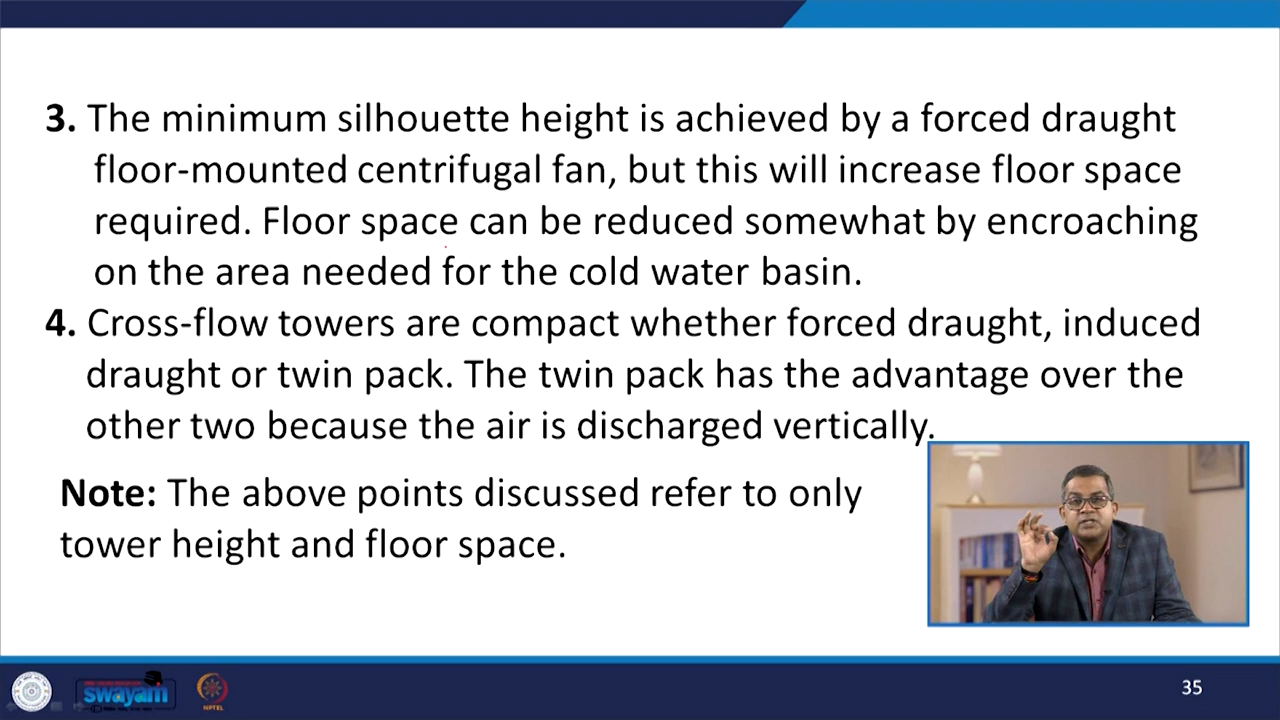 3. The minimum silhouette height is achieved by a forced draught
floor-mounted centrifugal fan, but this will increase floor space
required. Floor space can be reduced somewhat by encroaching
on the area needed for the cold water basin.
4. Cross-flow towers are compact whether forced draught, induced
draught or twin pack. The twin pack has the advantage over the
other two because the air is discharged vertically.
Note: The above points discussed refer to only
tower height and floor space.
swayam
NPTEL
35